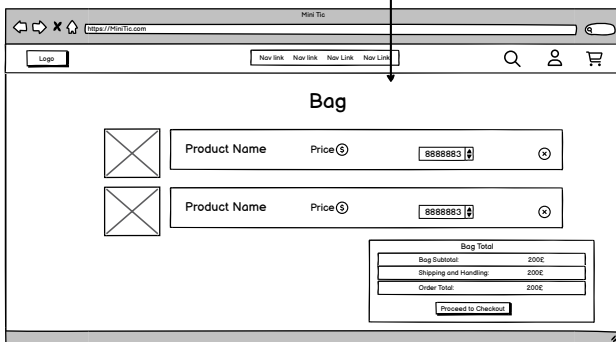 Mini Tic
https://MiniTic.com
Logo
Nav link Nav link Nav Link Nav Link
Bag
Product Name Price $ 8888883
Product Name Price $ 8888883
Bag Total
Bag Subtotal: 200£
Shipping and Handling: 200£
Order Total: 200£
Proceed to Checkout